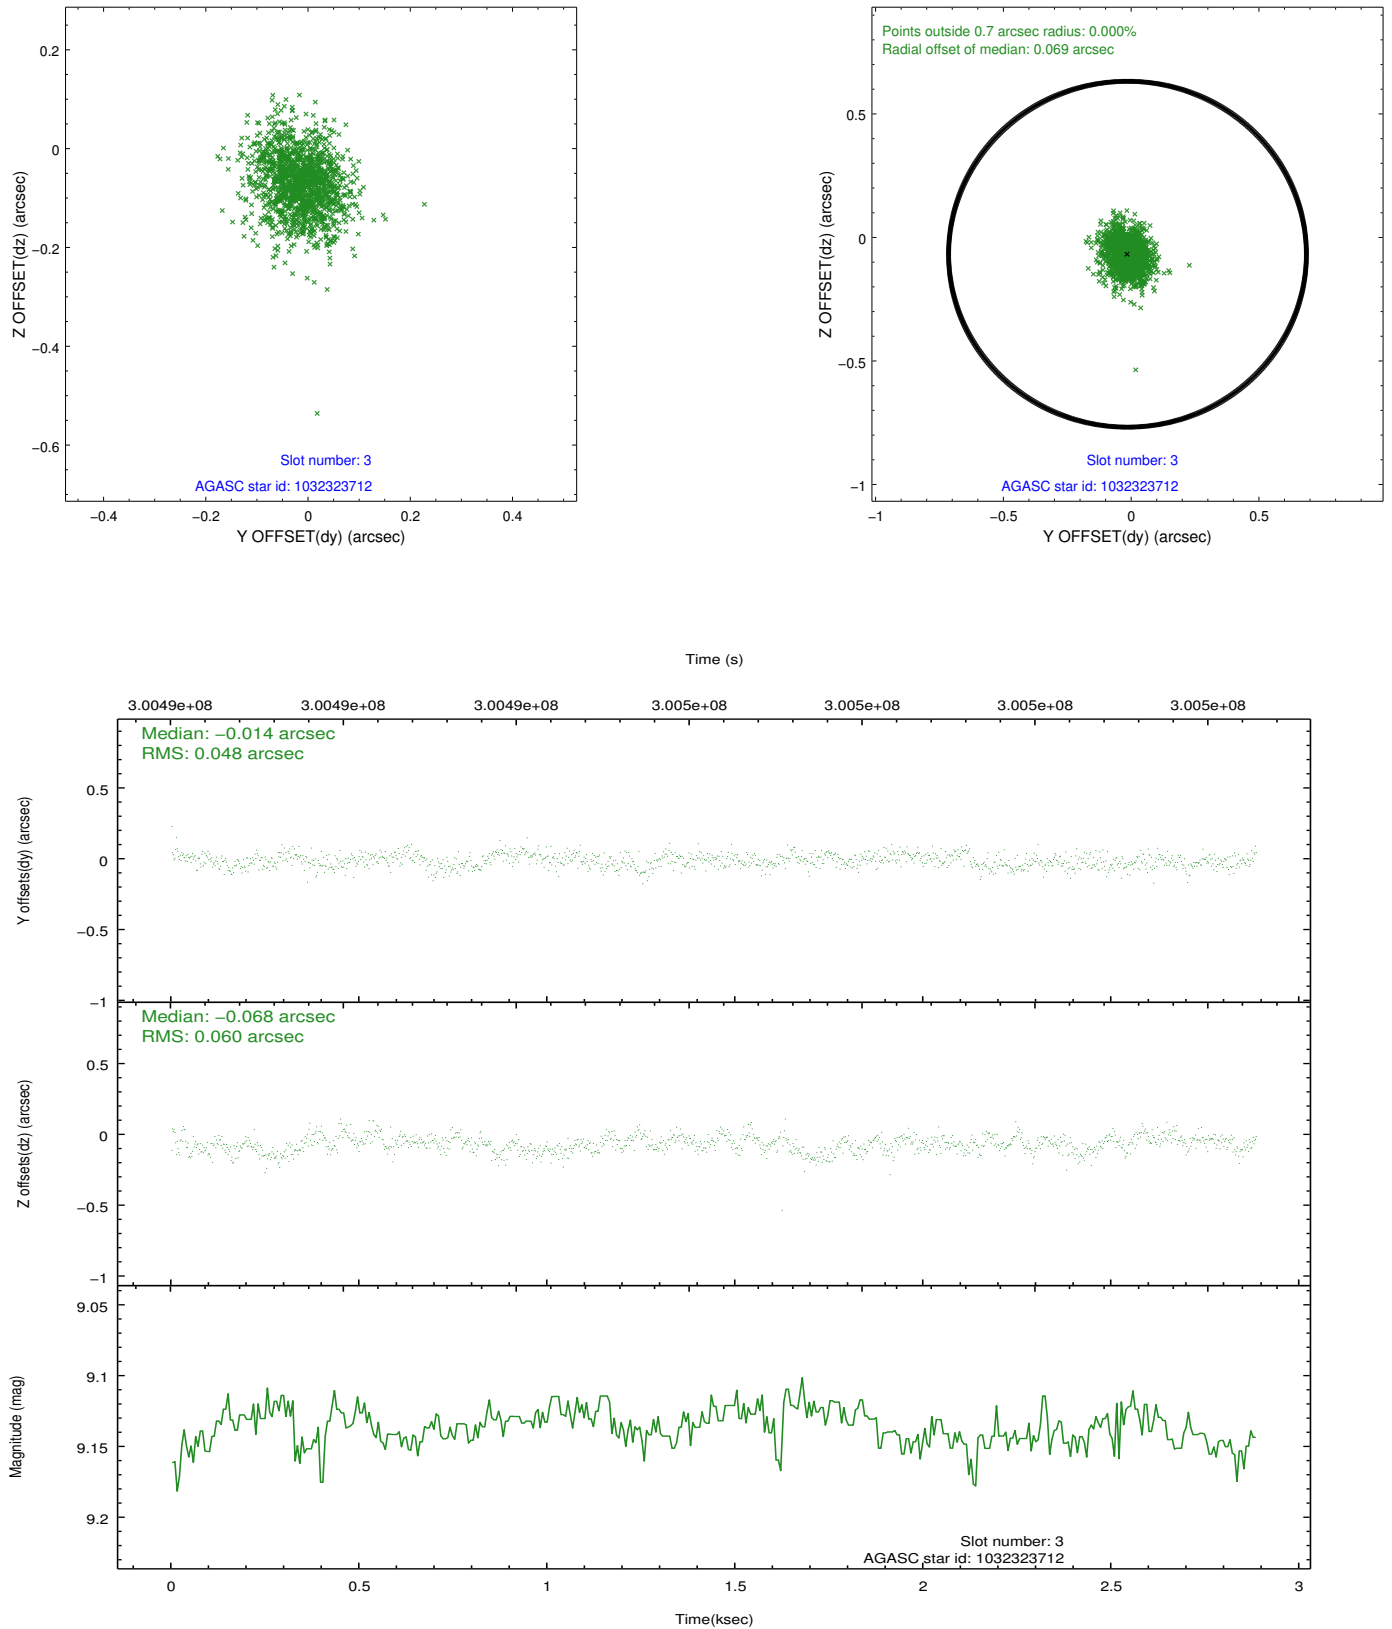 0.2
0
−0.2
−0.4
−0.6
Z OFFSET(dz) (arcsec)
Slot number: 3
AGASC star id: 1032323712
−0.4
−0.2
0
0.2
0.4
Y OFFSET(dy) (arcsec)
Points outside 0.7 arcsec radius: 0.000%
Radial offset of median: 0.069 arcsec
0.5
0
−0.5
−1
Z OFFSET(dz) (arcsec)
Slot number: 3
AGASC star id: 1032323712
−1
−0.5
0
0.5
Y OFFSET(dy) (arcsec)
Time (s)
3.0049e+08
3.0049e+08
3.0049e+08
3.005e+08
3.005e+08
3.005e+08
3.005e+08
Median: −0.014 arcsec
RMS: 0.048 arcsec
0.5
0
−0.5
−1
Y offsets(dy) (arcsec)
Median: −0.068 arcsec
RMS: 0.060 arcsec
0.5
0
−0.5
−1
Z offsets(dz) (arcsec)
9.05
9.1
9.15
9.2
Magnitude (mag)
Slot number: 3
AGASC star id: 1032323712
0
0.5
1
1.5
2
2.5
3
Time(ksec)